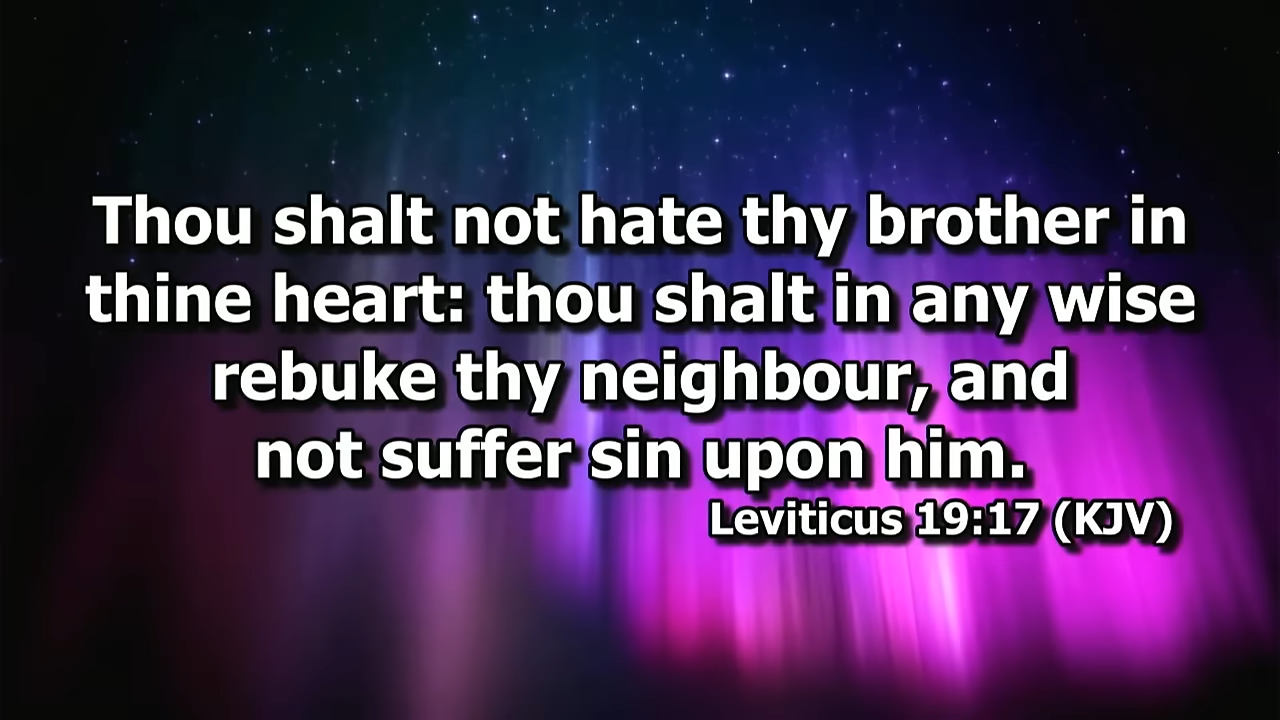 Thou shalt not hate thy brother in
thine heart: thou shalt in any wise
rebuke thy neighbour, and
not suffer sin upon him.
Leviticus 19:17 (KJV)